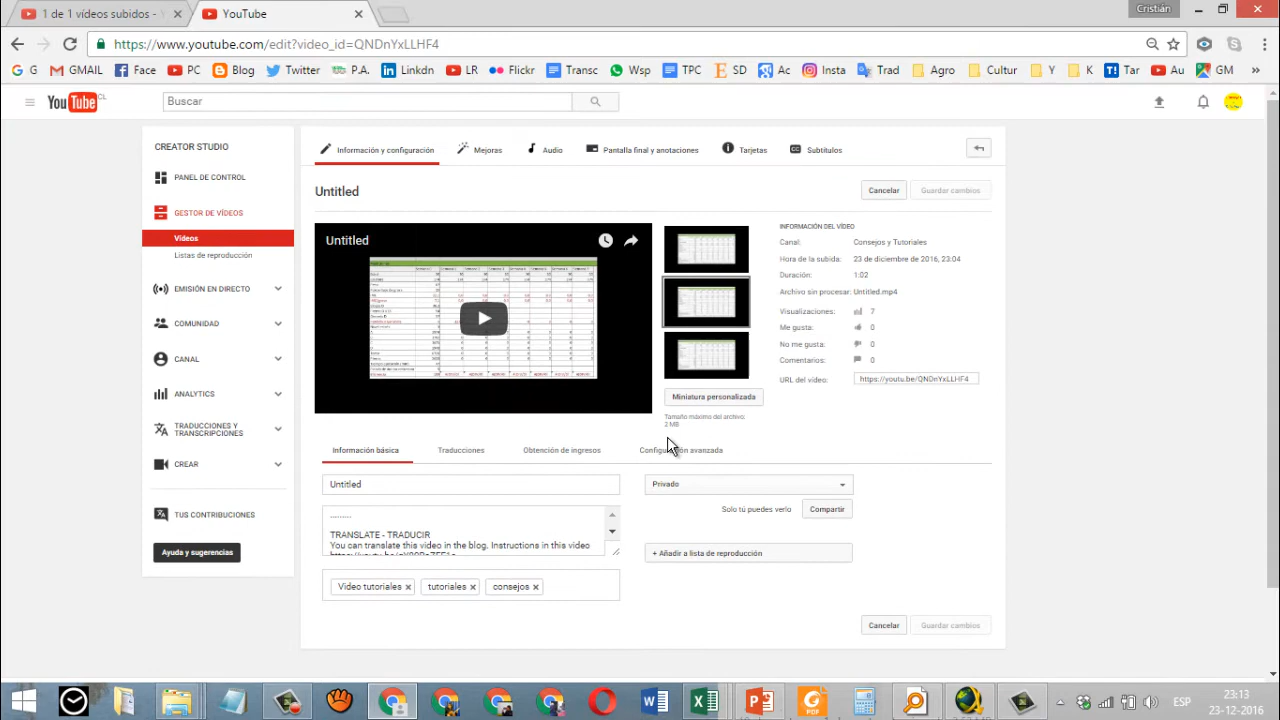 1 de 1 vídeos subidos -
YouTube
Cristián
https://www.youtube.com/edit?video_id=QNDnYxLLHF4
G
GMAIL
Face
PC
Blog
Twitter
P.A.
Linkdn
LR
Flickr
Transc
Wsp
TPC
SD
Ac
Insta
Trad
Agro
Cultur
Y
K
Tar
Au
GM
YouTube CL
Buscar
CREATOR STUDIO
PANEL DE CONTROL
GESTOR DE VÍDEOS
Vídeos
Listas de reproducción
EMISIÓN EN DIRECTO
COMUNIDAD
CANAL
ANALYTICS
TRADUCCIONES Y
TRANSCRIPCIONES
CREAR
TUS CONTRIBUCIONES
Ayuda y sugerencias
Información y configuración
Mejoras
Audio
Pantalla final y anotaciones
Tarjetas
Subtítulos
Untitled
Cancelar
Guardar cambios
Untitled
Miniatura personalizada
Tamaño máximo del archivo:
2 MB
INFORMACIÓN DEL VÍDEO
Canal: Consejos y Tutoriales
Hora de la subida: 23 de diciembre de 2016, 23:04
Duración: 1:02
Archivo sin procesar: Untitled.mp4
Visualizaciones: 7
Me gusta: 0
No me gusta: 0
Comentarios: 0
URL del vídeo: https://youtu.be/QNDnYxLLHF4
Información básica
Traducciones
Obtención de ingresos
Configuración avanzada
Untitled
----------
TRANSLATE - TRADUCIR
You can translate this video in the blog. Instructions in this video
Video tutoriales
tutoriales
consejos
Privado
Solo tú puedes verlo
Compartir
+ Añadir a lista de reproducción
Cancelar
Guardar cambios
ESP
23:13
23-12-2016